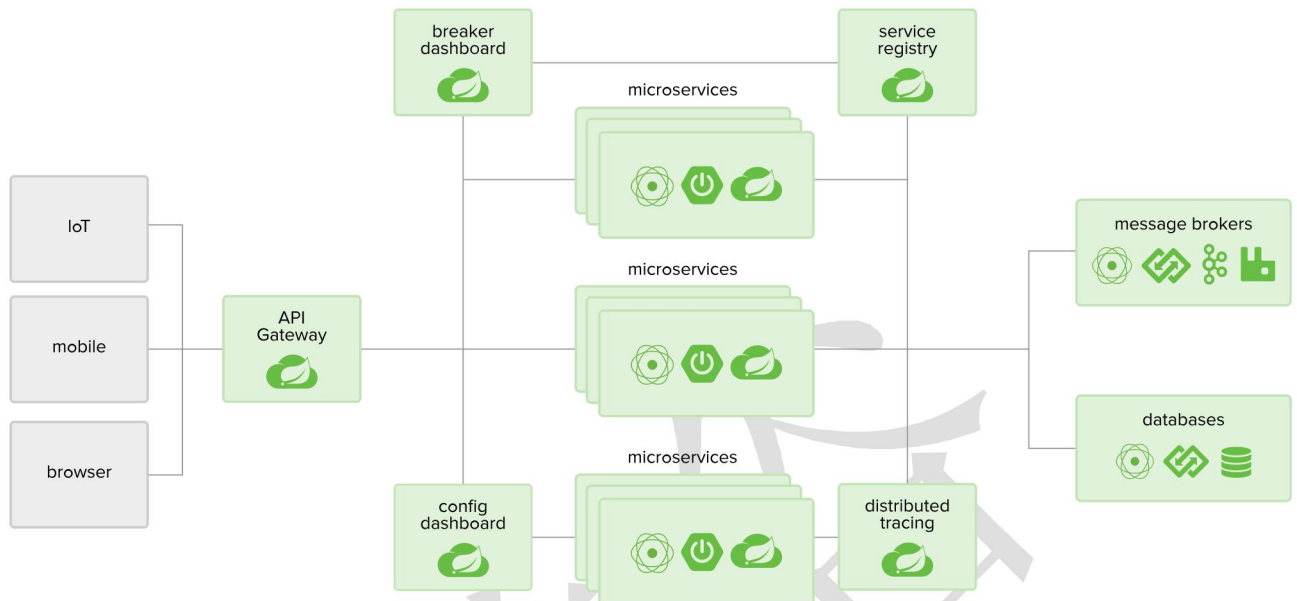 breaker
dashboard
service
registry
microservices
IoT
mobile
browser
API
Gateway
microservices
message brokers
databases
microservices
config
dashboard
distributed
tracing